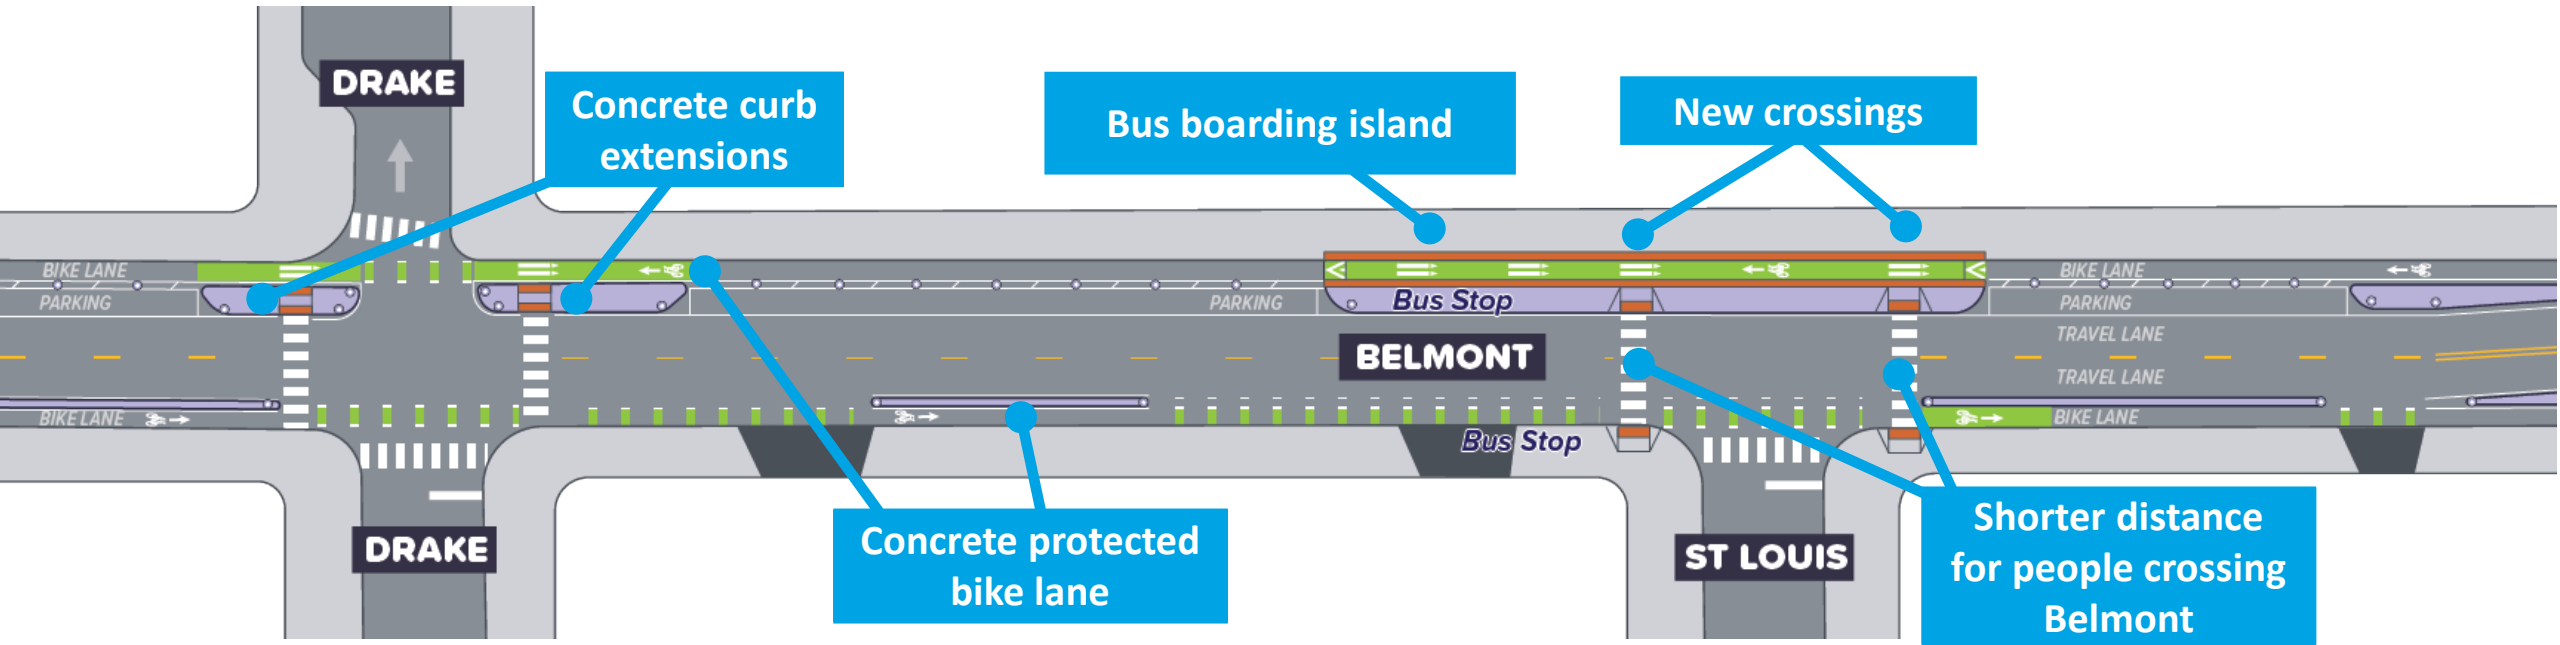 DRAKE
Concrete curb
extensions
Bus boarding island
New crossings
BIKE LANE
PARKING
PARKING
Bus Stop
BIKE LANE
PARKING
TRAVEL LANE
BELMONT
TRAVEL LANE
BIKE LANE
BIKE LANE
Bus Stop
DRAKE
Concrete protected
bike lane
ST LOUIS
Shorter distance
for people crossing
Belmont